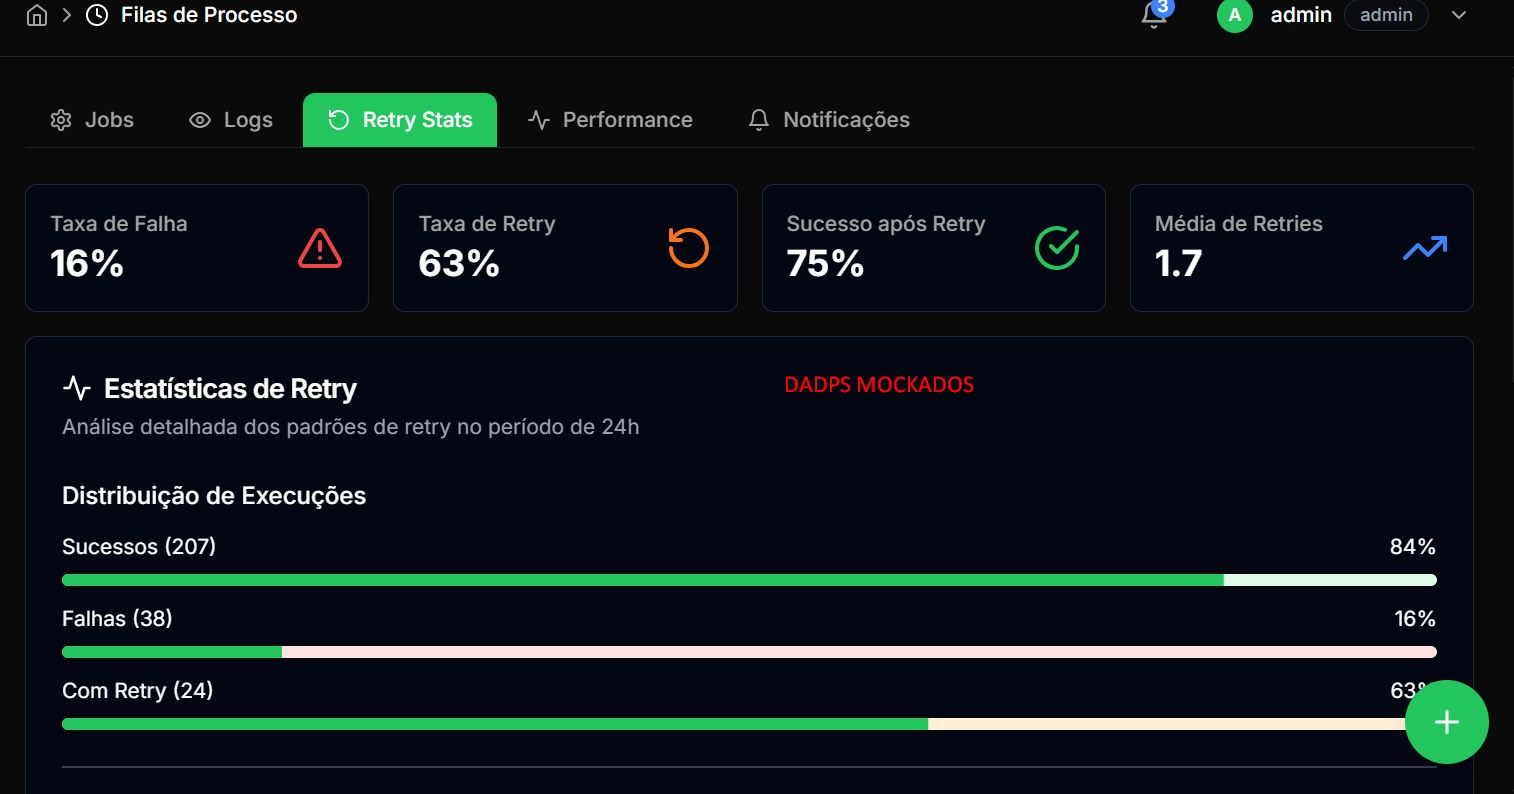 Filas de Processo
3
A
admin
admin
Jobs
Logs
Retry Stats
Performance
Notificações
Taxa de Falha
16%
Taxa de Retry
63%
Sucesso após Retry
75%
Média de Retries
1.7
Estatísticas de Retry
DADPS MOCKADOS
Análise detalhada dos padrões de retry no período de 24h
Distribuição de Execuções
Sucessos (207)
84%
Falhas (38)
16%
Com Retry (24)
63%